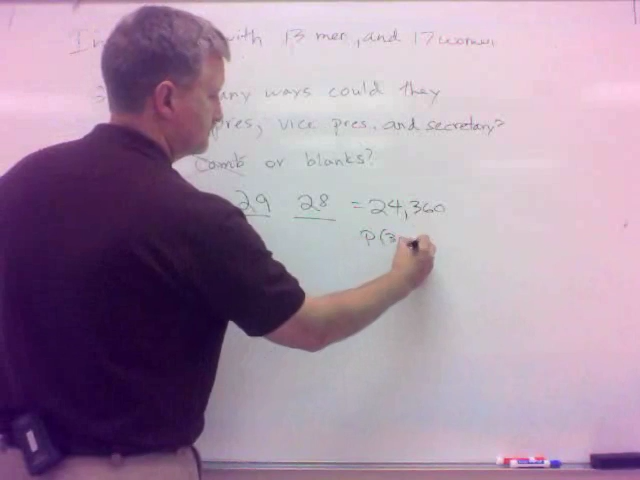 In with 13 men, and 17 women
any ways could they
pres, vice pres. and secretary?
Comb or blanks?
29 28 = 24,360
P(3